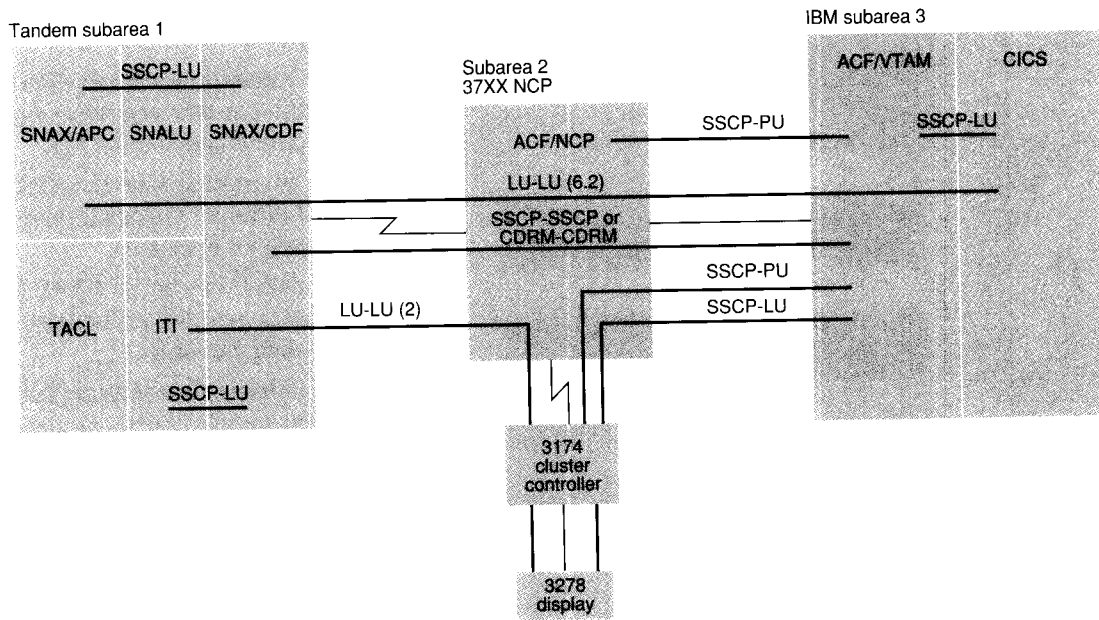 Tandem subarea 1
SSCP-LU
SNAX/APC
SNALU
SNAX/CDF
TACL
ITI
SSCP-LU
LU-LU (2)
Subarea 2
37XX NCP
ACF/NCP
SSCP-PU
LU-LU (6.2)
SSCP-SSCP or
CDRM-CDRM
SSCP-PU
SSCP-LU
IBM subarea 3
ACF/VTAM
CICS
SSCP-LU
3174
cluster
controller
3278
display